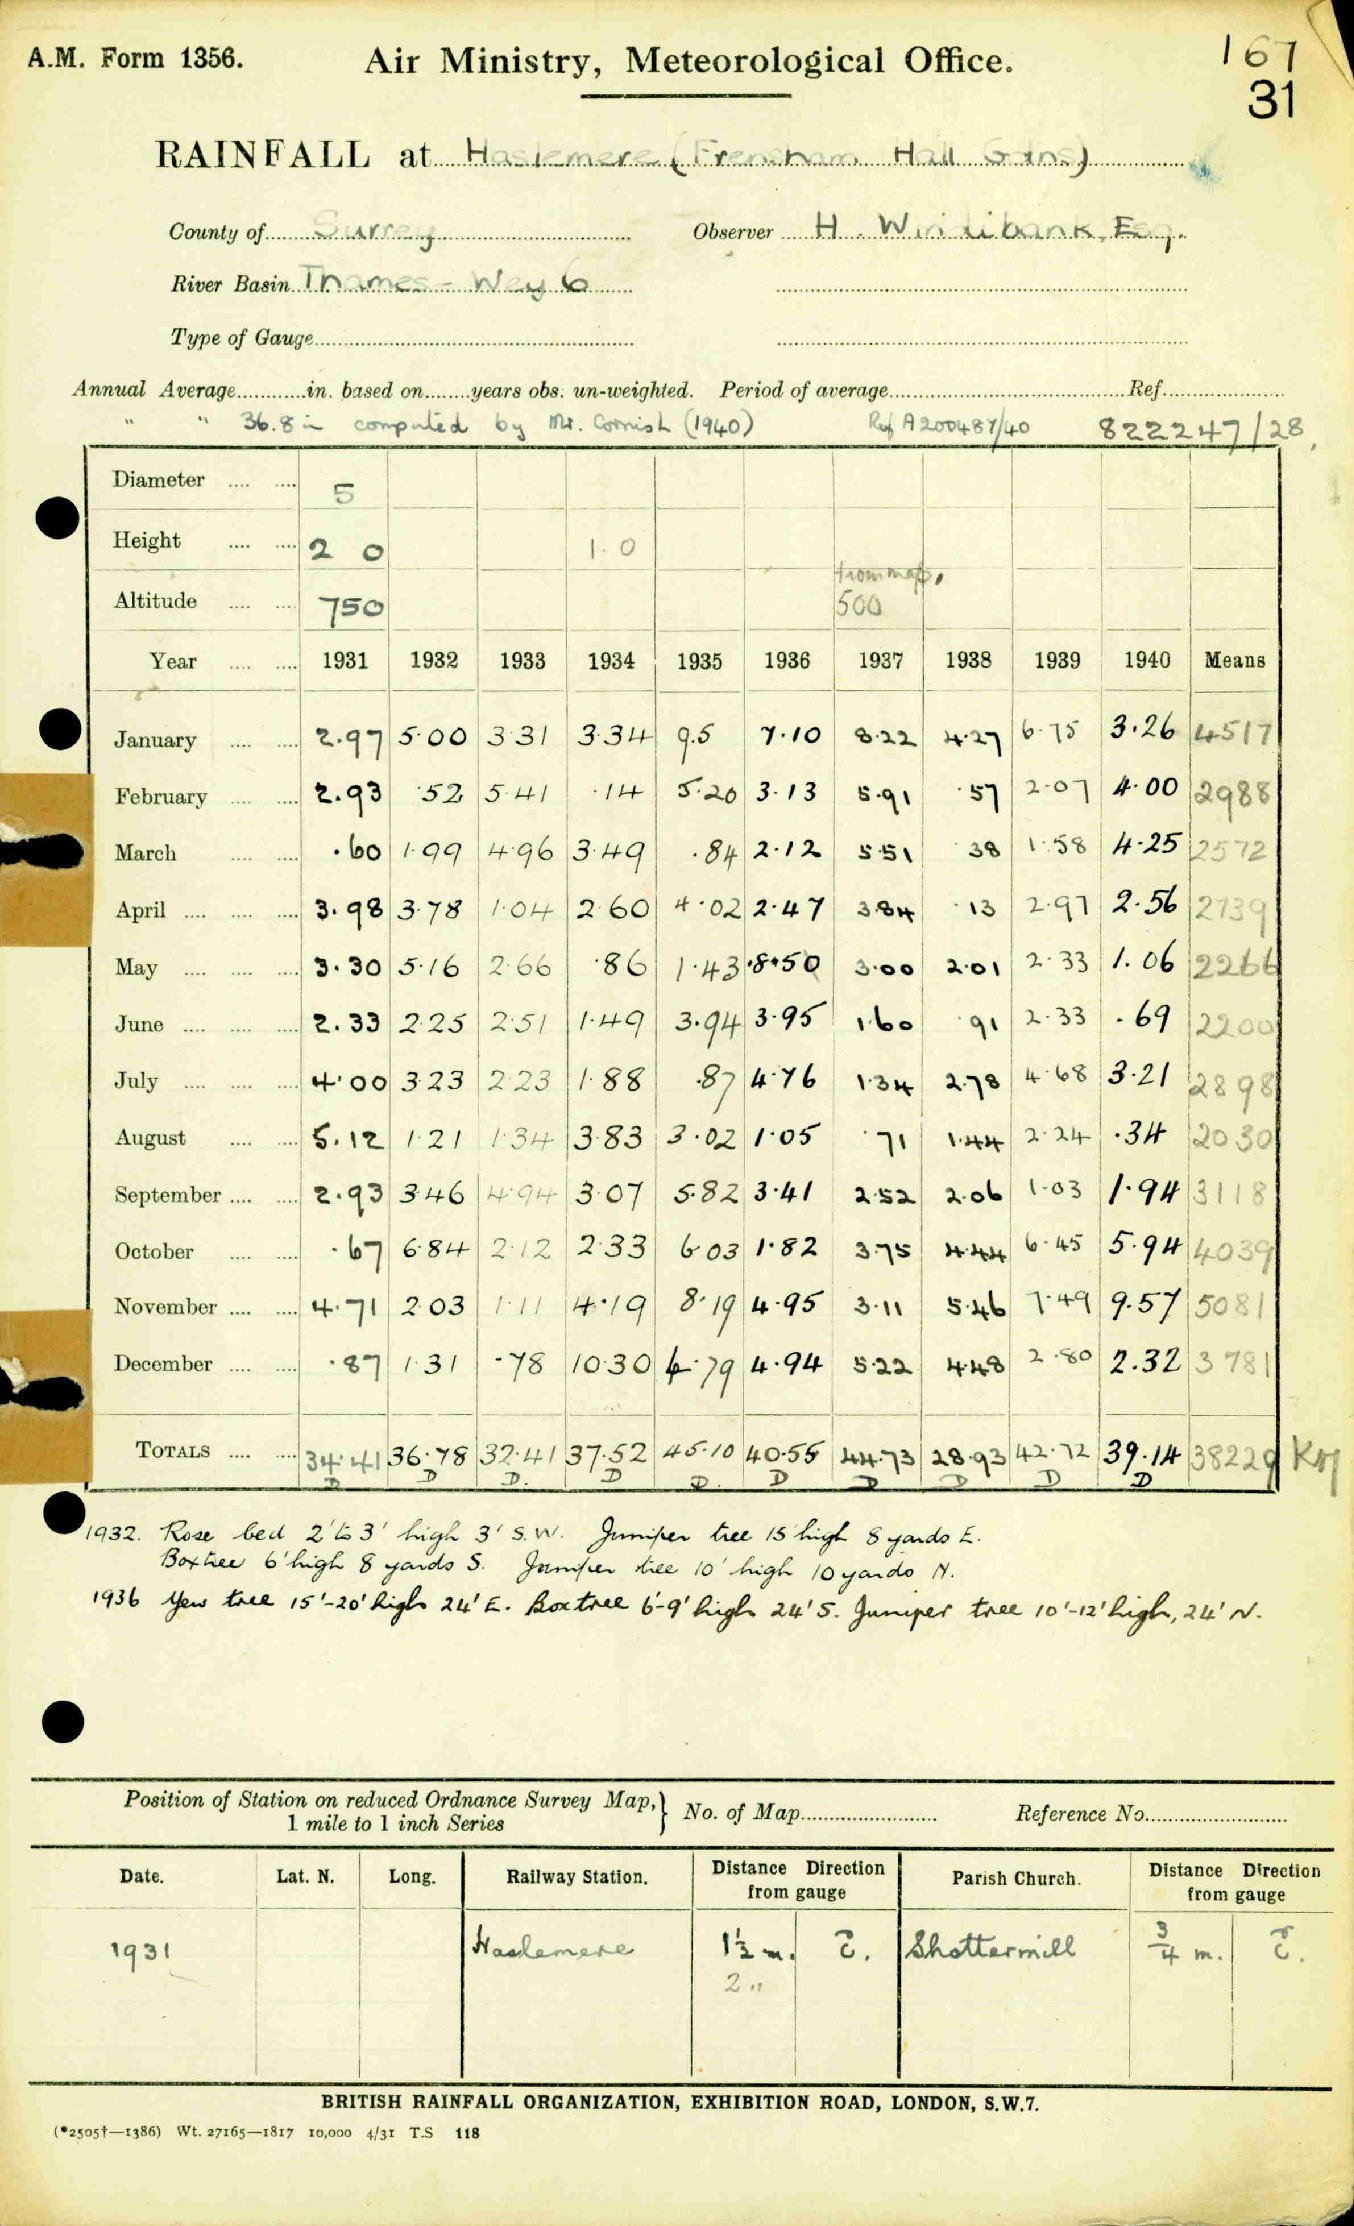 A.M. Form 1356.
Air Ministry, Meteorological Office.
167
31
RAINFALL at Haslemere (Frensham Hall Gdns)
County of Surrey Observer H. Windibank, Esq.
River Basin Thames - Wey 6
Type of Gauge
Annual Average in. based on years obs. un-weighted. Period of average Ref.
" " 36.8 in computed by Mr. Cornish (1940) Ref A200487/40 822247/28
Diameter 5
Height 2 0 1.0
from map.
Altitude 750 500
Year 1931 1932 1933 1934 1935 1936 1937 1938 1939 1940 Means
January 2.97 5.00 3.31 3.34 9.5 7.10 8.22 4.27 6.75 3.26 4517
February 2.93 .52 5.41 .14 5.20 3.13 5.91 .57 2.07 4.00 2988
March .60 1.99 4.96 3.49 .84 2.12 5.51 38 1.58 4.25 2572
April 3.98 3.78 1.04 2.60 4.02 2.47 3.84 .13 2.97 2.56 2739
May 3.30 5.16 2.66 .86 1.43 .85 3.00 2.01 2.33 1.06 2266
June 2.33 2.25 2.51 1.49 3.94 3.95 1.60 .91 2.33 .69 2200
July 4.00 3.23 2.23 1.88 .87 4.76 1.34 2.78 4.68 3.21 2898
August 5.12 1.21 1.34 3.83 3.02 1.05 .71 1.44 2.24 .34 2030
September 2.93 3.46 4.94 3.07 5.82 3.41 2.52 2.06 1.03 1.94 3118
October .67 6.84 2.12 2.33 6.03 1.82 3.75 4.44 6.45 5.94 4039
November 4.71 2.03 1.11 4.19 8.19 4.95 3.11 5.46 7.49 9.57 5081
December .87 1.31 .78 10.30 4.79 4.94 5.22 4.48 2.80 2.32 3781
TOTALS 34.41 36.78 32.41 37.52 45.10 40.55 44.73 28.93 42.72 39.14 38229
D D D. D D. D D D D D
1932. Rose bed 2' to 3' high 3' S.W. Juniper tree 15' high 8 yards E.
Boxtree 6' high 8 yards S. Juniper tree 10' high 10 yards N.
1936 Yew tree 15'-20' high 24' E. Boxtree 6'-9' high 24' S. Juniper tree 10'-12' high, 24' N.
Position of Station on reduced Ordnance Survey Map, } No. of Map Reference No.
1 mile to 1 inch Series
Date. Lat. N. Long. Railway Station. Distance Direction from gauge Parish Church. Distance Direction from gauge
1931 Haslemere 1½ m. E. Shottermill ¾ m. E.
2 "
BRITISH RAINFALL ORGANIZATION, EXHIBITION ROAD, LONDON, S.W.7.
(*2505†—1386) Wt. 27165—1817 10,000 4/31 T.S 118